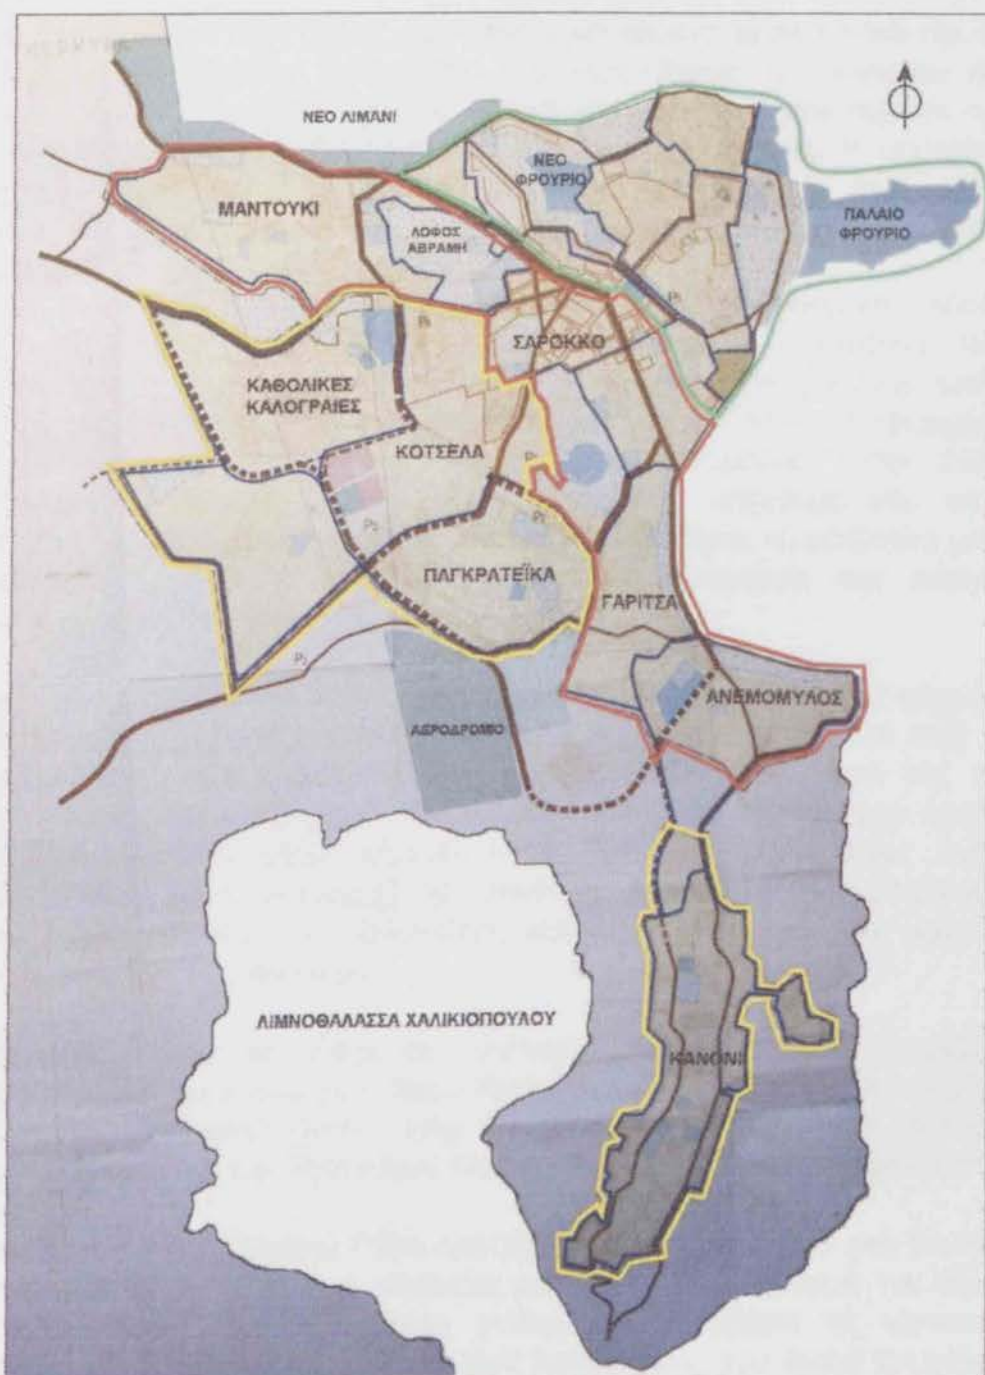 ΝΕΟ ΛΙΜΑΝΙ
ΝΕΟ
ΦΡΟΥΡΙΟ
ΜΑΝΤΟΥΚΙ
ΛΟΦΟΣ
ΑΒΡΑΜΗ
ΠΑΛΑΙΟ
ΦΡΟΥΡΙΟ
ΣΑΡΟΚΚΟ
ΚΑΘΟΛΙΚΕΣ
ΚΑΛΟΓΡΑΙΕΣ
ΚΟΤΣΕΛΑ
P₂
ΠΑΓΚΡΑΤΕΪΚΑ
ΓΑΡΙΤΣΑ
ΑΝΕΜΟΜΥΛΟΣ
ΑΕΡΟΔΡΟΜΙΟ
ΛΙΜΝΟΘΑΛΑΣΣΑ ΧΑΛΙΚΙΟΠΟΥΛΟΥ
ΚΑΝΟΝΙ